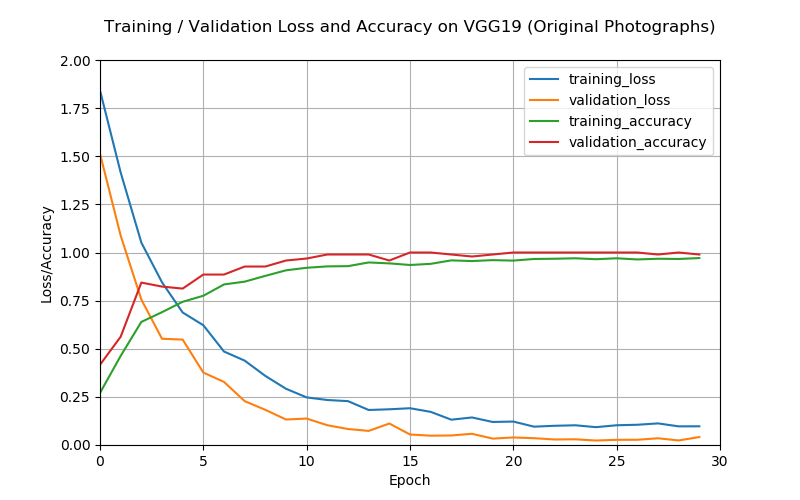 Training / Validation Loss and Accuracy on VGG19 (Original Photographs)
2.00
1.75
1.50
1.25
1.00
0.75
0.50
0.25
0.00
Loss/Accuracy
training_loss
validation_loss
training_accuracy
validation_accuracy
0 5 10 15 20 25 30
Epoch